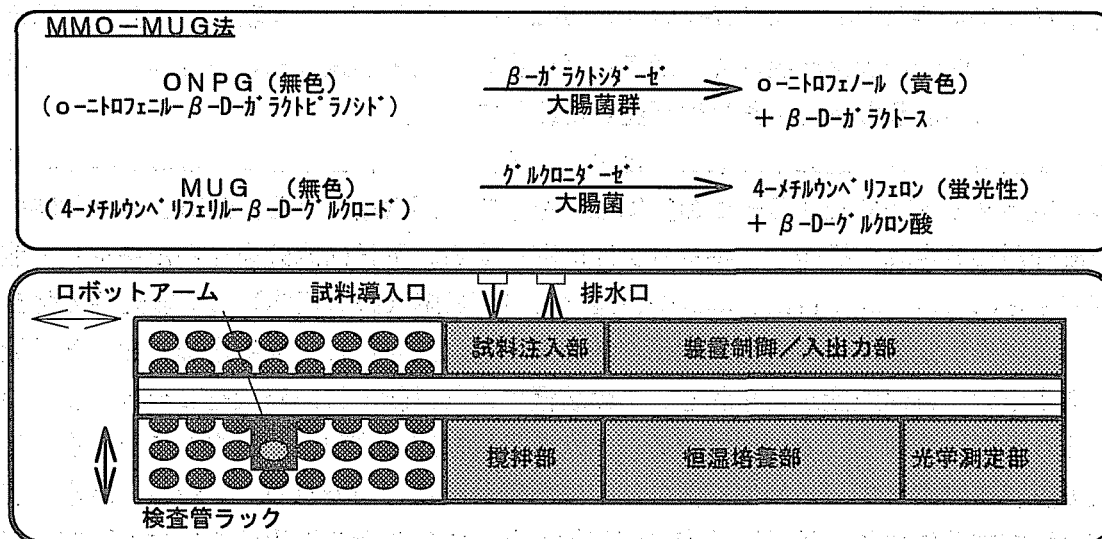 MMO-MUG法
ONPG (無色)
(o-ニトロフェニル-β-D-ガラクトピラノシド)
β-ガラクトシダーゼ
大腸菌群
o-ニトロフェノール (黄色)
+ β-D-ガラクトース
MUG (無色)
(4-メチルウンベリフェリル-β-D-グルクロニド)
グルクロニダーゼ
大腸菌
4-メチルウンベリフェロン (蛍光性)
+ β-D-グルクロン酸
ロボットアーム
試料導入口
排水口
試料注入部
装置制御/入出力部
撹拌部
恒温培養部
光学測定部
検査管ラック